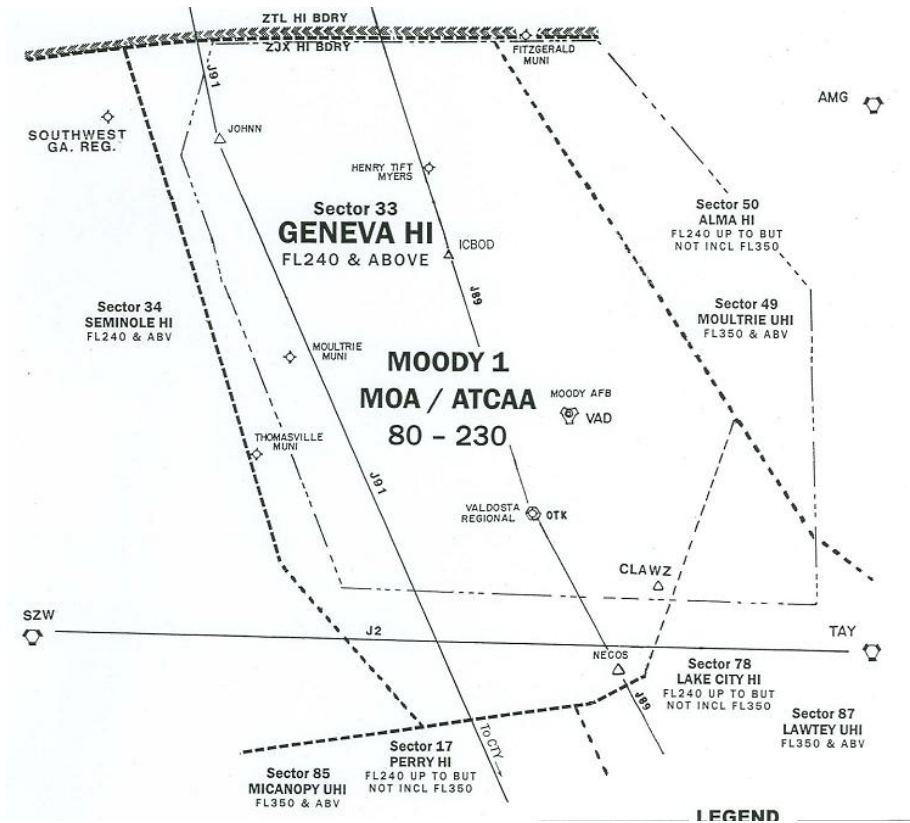 ZTL HI BDRY
ZJX HI BDRY
FITZGERALD
MUNI
J91
AMG
SOUTHWEST
GA. REG.
JOHNN
HENRY TIFT
MYERS
Sector 33
GENEVA HI
FL240 & ABOVE
ICBOD
Sector 50
ALMA HI
FL240 UP TO BUT
NOT INCL FL350
J89
Sector 34
SEMINOLE HI
FL240 & ABV
Sector 49
MOULTRIE UHI
FL350 & ABV
MOULTRIE
MUNI
MOODY 1
MOA / ATCAA
80 – 230
MOODY AFB
VAD
THOMASVILLE
MUNI
J91
VALDOSTA
REGIONAL
OTK
CLAWZ
SZW
J2
TAY
NECOS
Sector 78
LAKE CITY HI
FL240 UP TO BUT
NOT INCL FL350
J89
Sector 87
LAWTEY UHI
FL350 & ABV
To CTY →
Sector 17
PERRY HI
FL240 UP TO BUT
NOT INCL FL350
Sector 85
MICANOPY UHI
FL350 & ABV
LEGEND